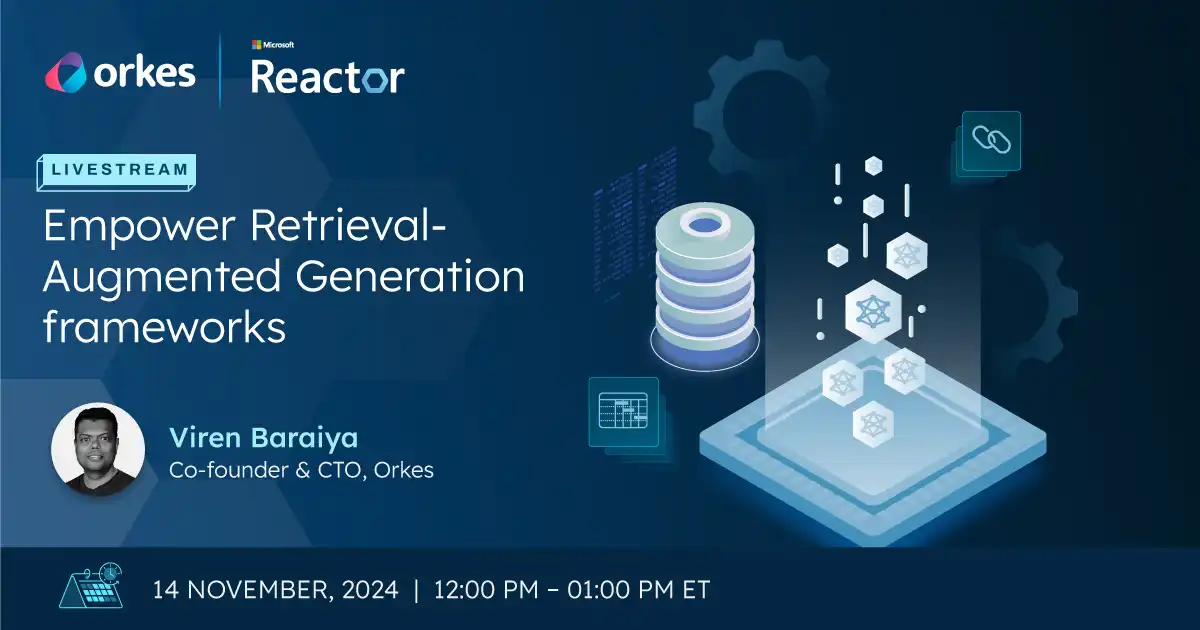 orkes
Microsoft
Reactor
LIVESTREAM
Empower Retrieval-
Augmented Generation
frameworks
Viren Baraiya
Co-founder & CTO, Orkes
14 NOVEMBER, 2024 | 12:00 PM – 01:00 PM ET